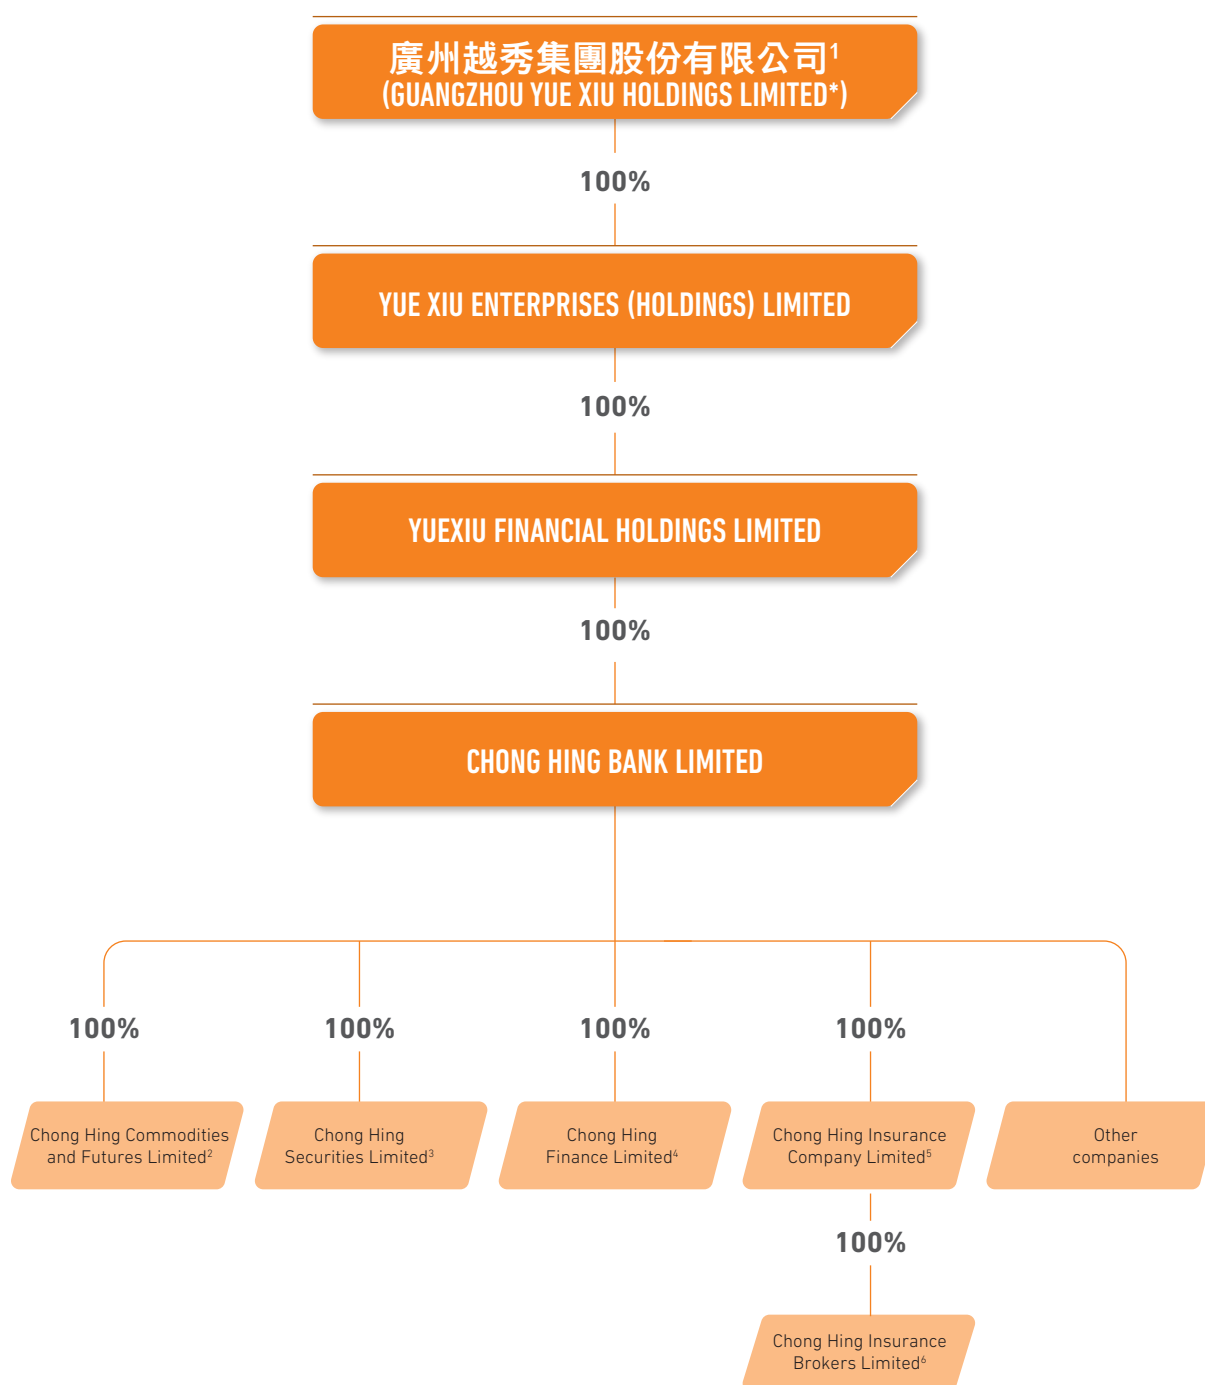 廣州越秀集團股份有限公司¹
(GUANGZHOU YUE XIU HOLDINGS LIMITED*)
100%
YUE XIU ENTERPRISES (HOLDINGS) LIMITED
100%
YUEXIU FINANCIAL HOLDINGS LIMITED
100%
CHONG HING BANK LIMITED
100%
100%
100%
100%
Chong Hing Commodities
and Futures Limited²
Chong Hing
Securities Limited³
Chong Hing
Finance Limited⁴
Chong Hing Insurance
Company Limited⁵
Other
companies
100%
Chong Hing Insurance
Brokers Limited⁶